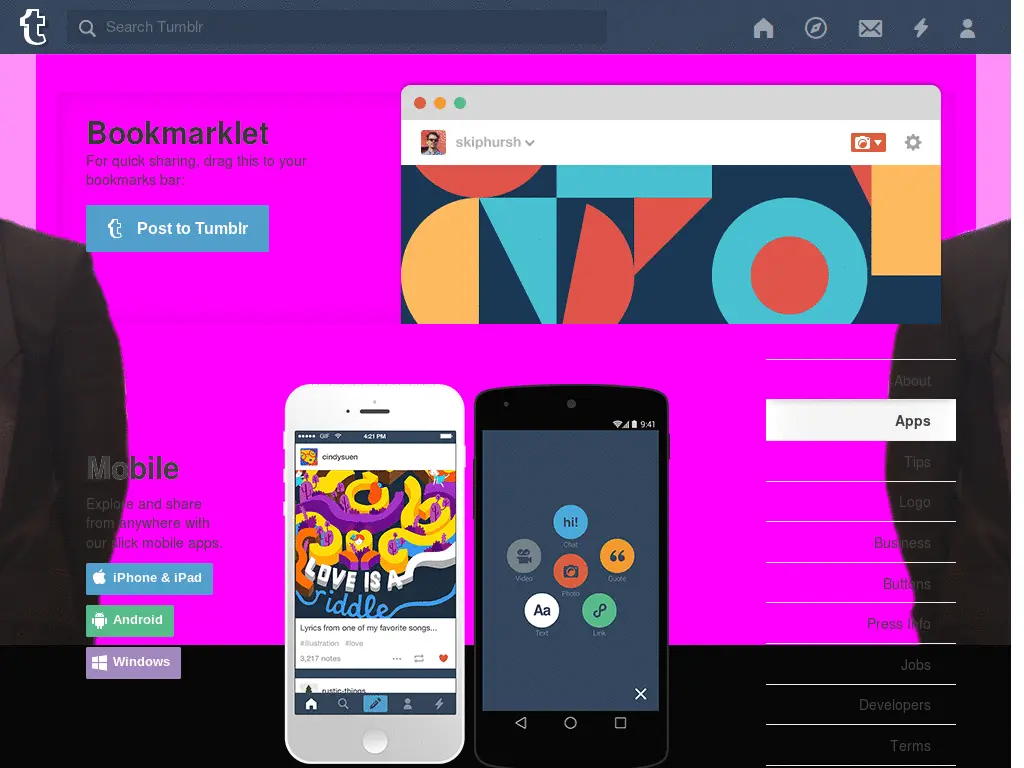 Search Tumblr
Bookmarklet
For quick sharing, drag this to your
bookmarks bar:
Post to Tumblr
skiphursh
Mobile
Explore and share
from anywhere with
our slick mobile apps.
iPhone & iPad
Android
Windows
GIF
4:21 PM
cindysuen
LOVE IS A
riddle
Lyrics from one of my favorite songs...
#illustration #love
3,217 notes
rustic-things
9:41
hi!
Chat
Video
Photo
Quote
Aa
Text
Link
About
Apps
Tips
Logo
Business
Buttons
Press Info
Jobs
Developers
Terms